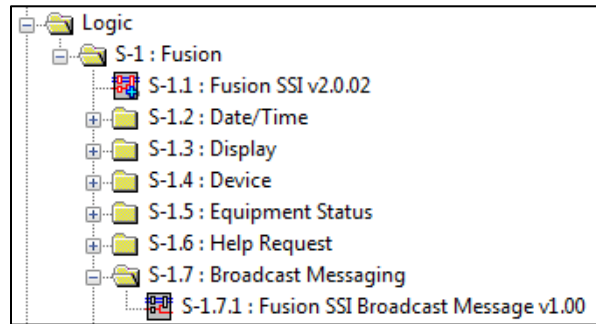 Logic
S-1 : Fusion
S-1.1 : Fusion SSI v2.0.02
S-1.2 : Date/Time
S-1.3 : Display
S-1.4 : Device
S-1.5 : Equipment Status
S-1.6 : Help Request
S-1.7 : Broadcast Messaging
S-1.7.1 : Fusion SSI Broadcast Message v1.00